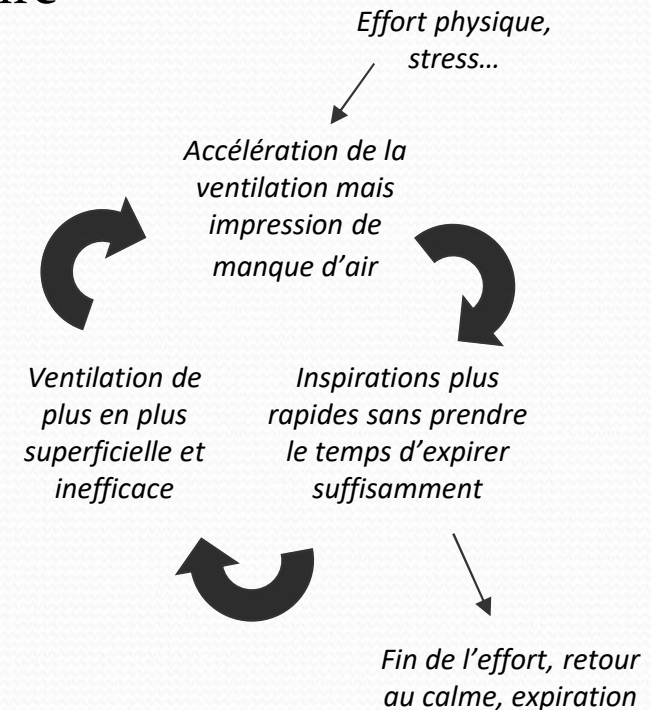 Effort physique,
stress…
Accélération de la
ventilation mais
impression de
manque d’air
Ventilation de
plus en plus
superficielle et
inefficace
Inspirations plus
rapides sans prendre
le temps d’expirer
suffisamment
Fin de l’effort, retour
au calme, expiration